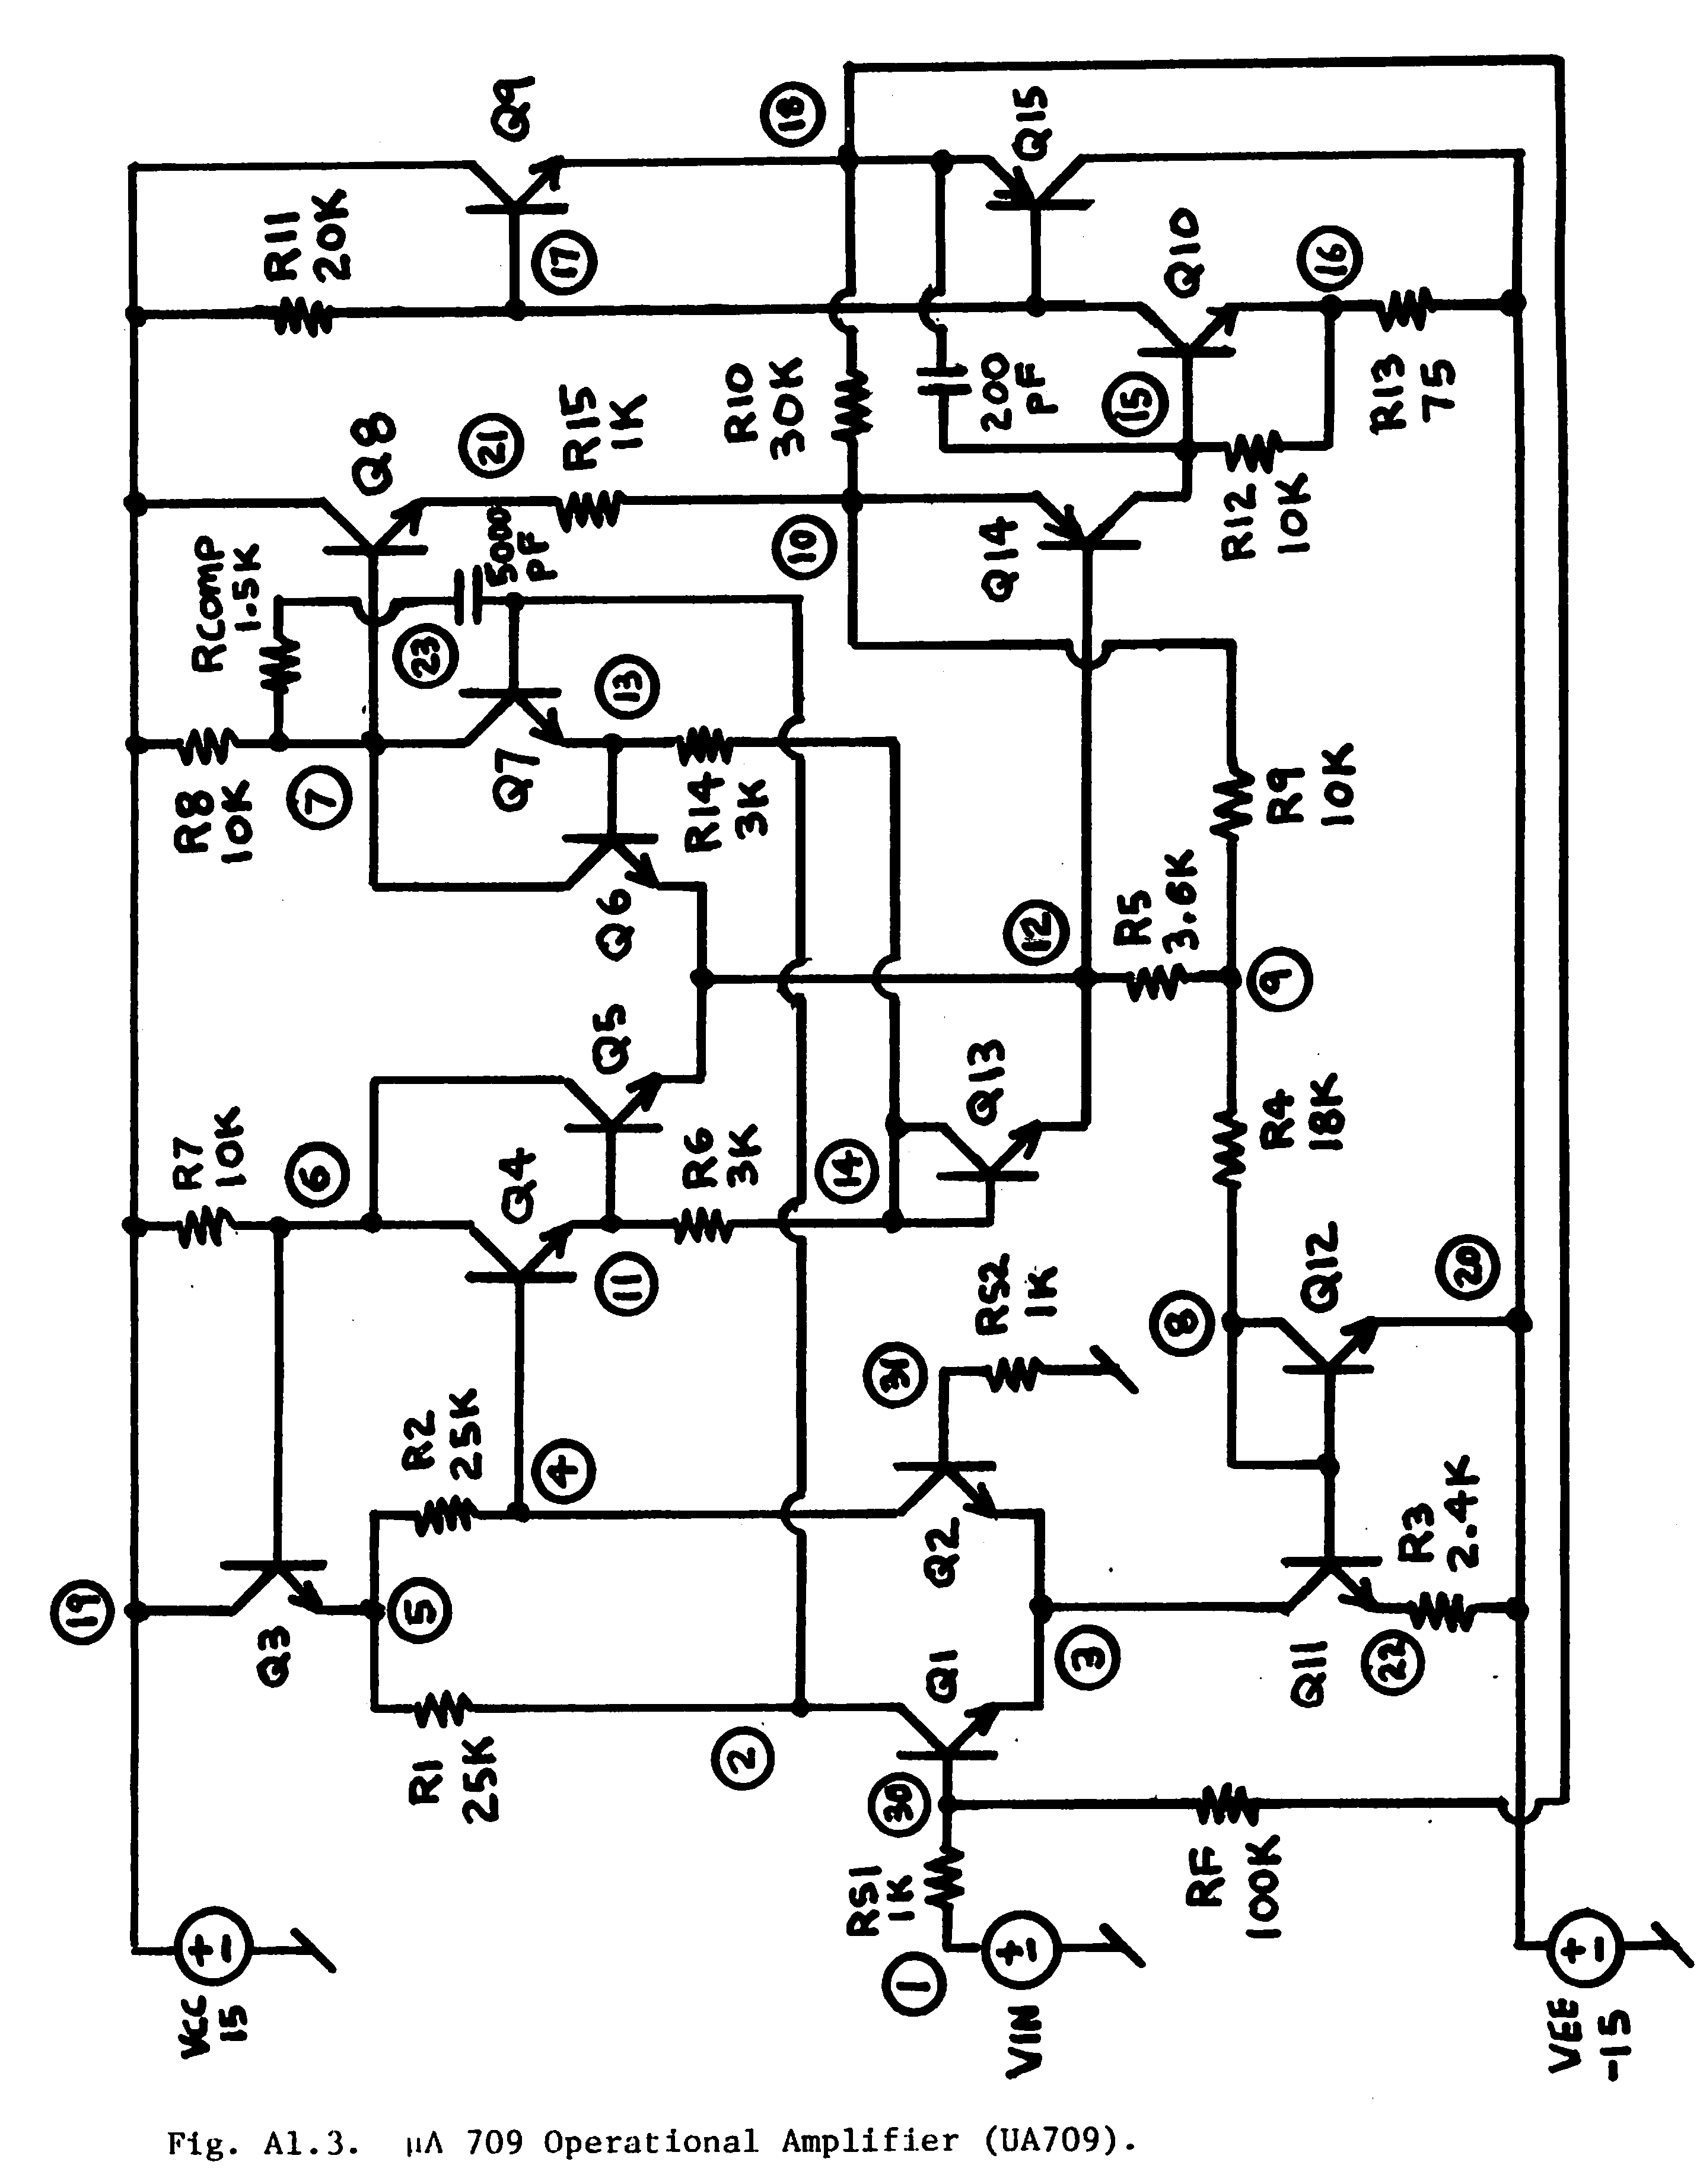 Q9
18
Q15
R11
20K
17
Q10
16
Q8
21
R15
1K
R10
30K
200
PF
15
R13
75
RCOMP
1.5K
5000
PF
10
Q14
R12
10K
23
13
R8
10K
7
Q7
R14
3K
R9
10K
Q6
12
R5
3.6K
9
Q5
Q13
R7
10K
6
Q4
R6
3K
14
R4
18K
11
RS2
1K
Q12
20
8
31
R2
25K
4
Q2
R3
2.4K
19
Q3
5
Q1
3
Q11
22
R1
25K
2
30
RS1
1K
RF
100K
+ -
+ -
+ -
1
VCC
15
VIN
VEE
-15
Fig. A1.3. μA 709 Operational Amplifier (UA709).